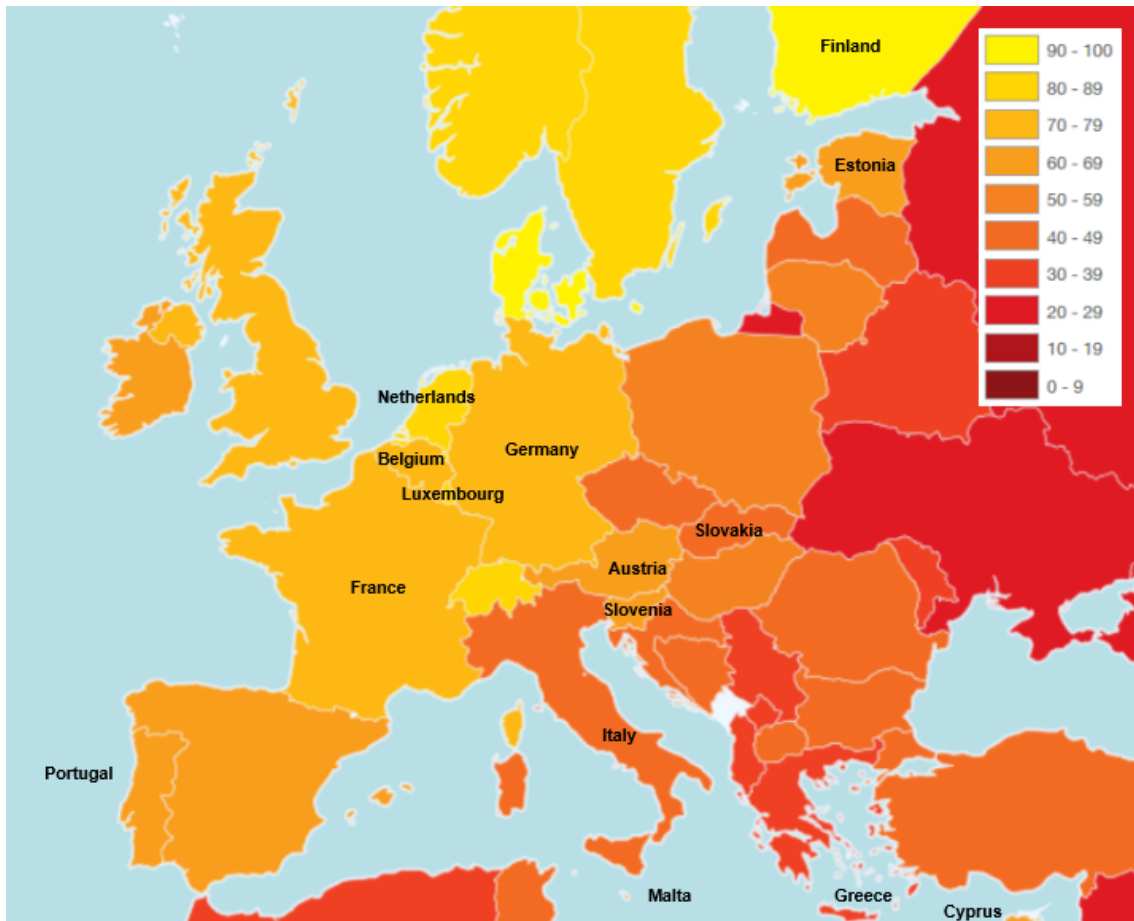 Finland
90 - 100
80 - 89
70 - 79
60 - 69
50 - 59
40 - 49
30 - 39
20 - 29
10 - 19
0 - 9
Estonia
Netherlands
Belgium
Germany
Luxembourg
Slovakia
Austria
France
Slovenia
Italy
Portugal
Malta
Greece
Cyprus